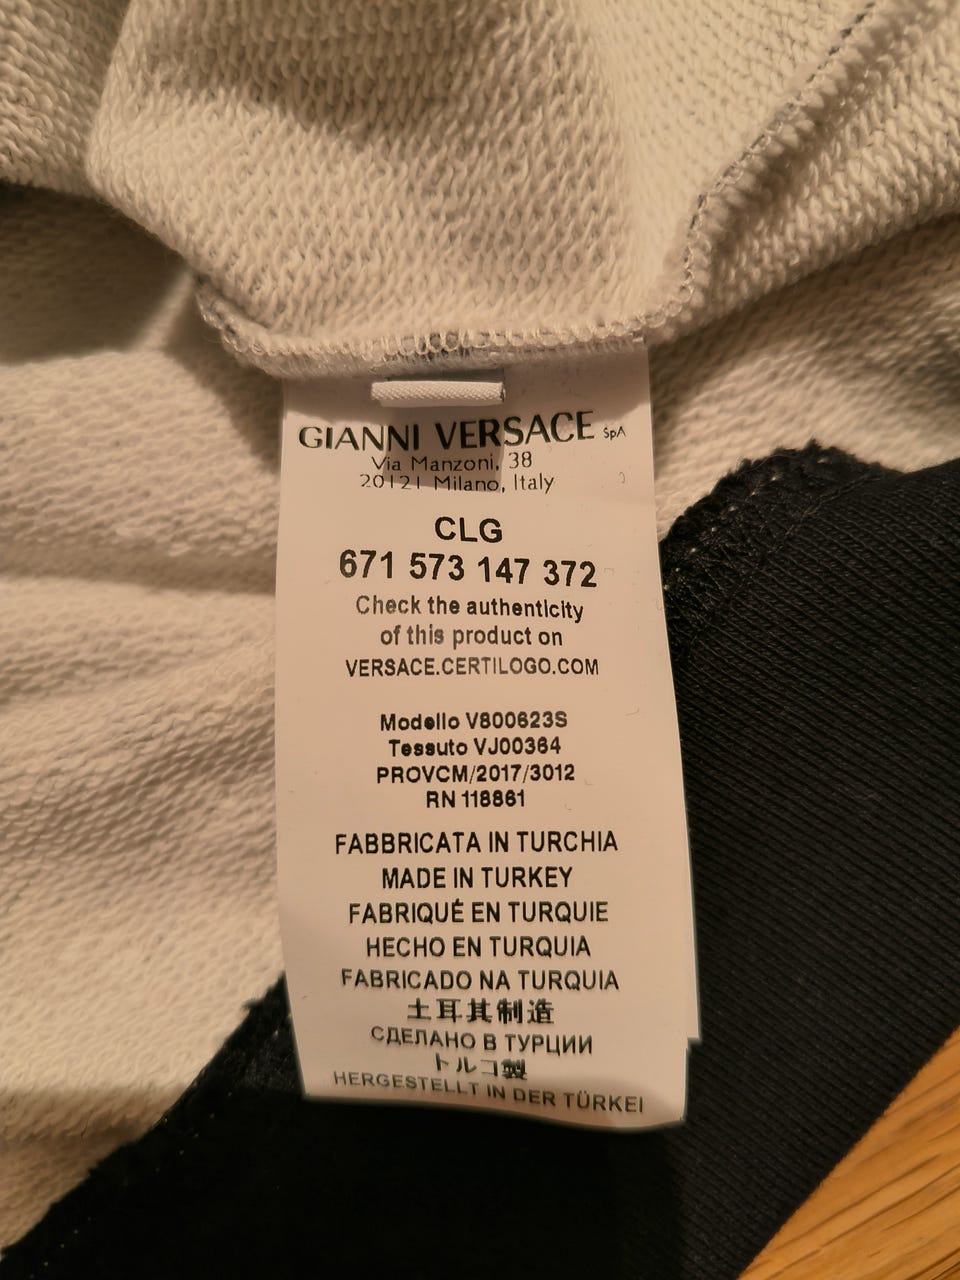 GIANNI VERSACE SpA
Via Manzoni, 38
20121 Milano, Italy
CLG
671 573 147 372
Check the authenticity
of this product on
VERSACE.CERTILOGO.COM
Modello V800623S
Tessuto VJ00364
PROVCM/2017/3012
RN 118861
FABBRICATA IN TURCHIA
MADE IN TURKEY
FABRIQUÉ EN TURQUIE
HECHO EN TURQUIA
FABRICADO NA TURQUIA
土耳其制造
СДЕЛАНО В ТУРЦИИ
トルコ製
HERGESTELLT IN DER TÜRKEI